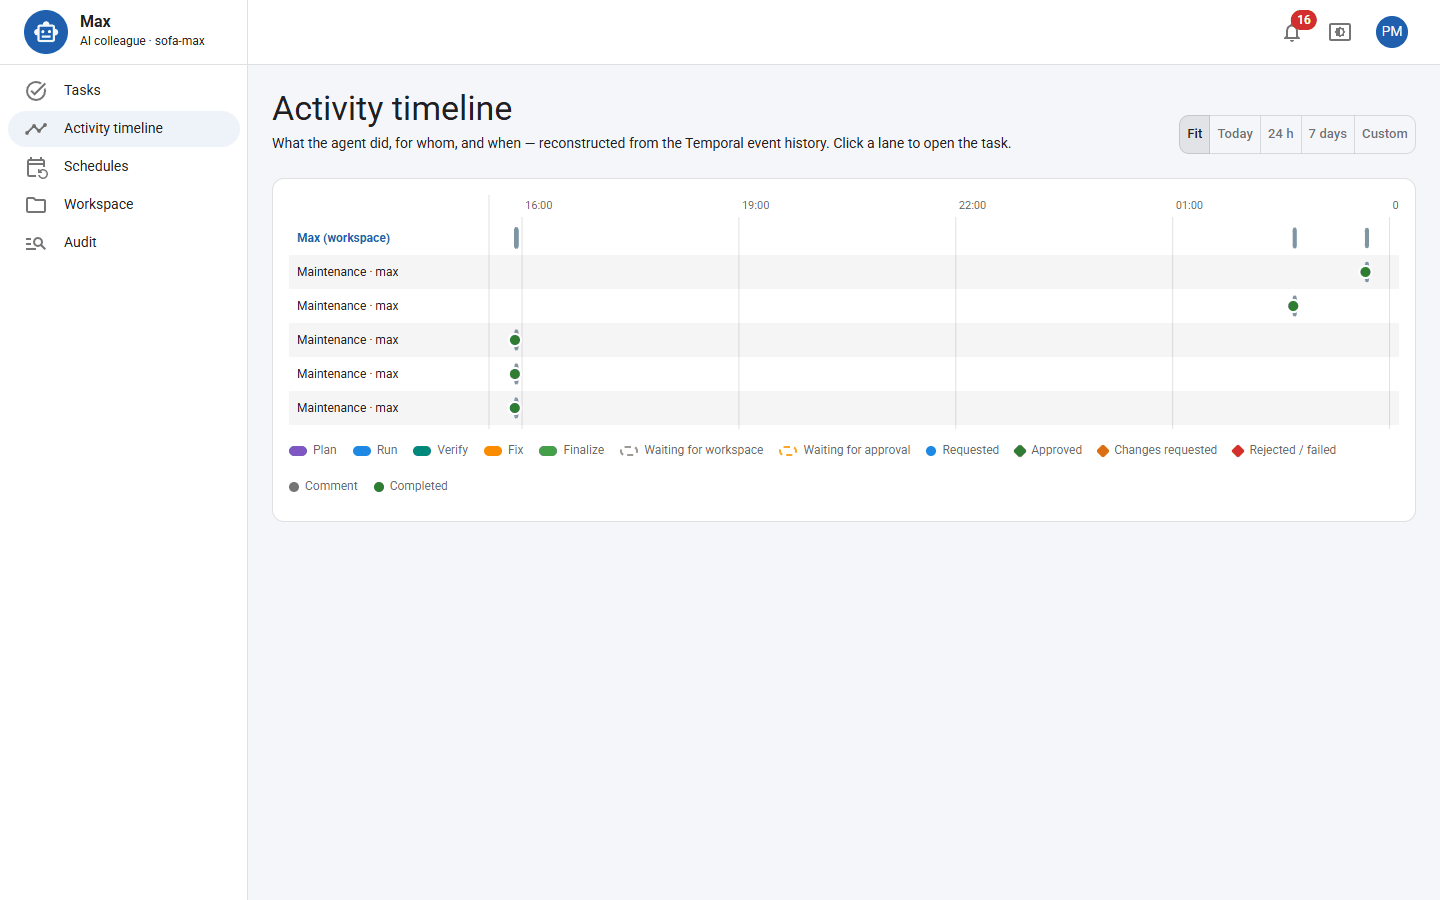 Max
AI colleague · sofa-max
16
PM
Tasks
Activity timeline
Schedules
Workspace
Audit
Activity timeline
What the agent did, for whom, and when — reconstructed from the Temporal event history. Click a lane to open the task.
Fit Today 24 h 7 days Custom
16:00 19:00 22:00 01:00 0
Max (workspace)
Maintenance · max
Maintenance · max
Maintenance · max
Maintenance · max
Maintenance · max
Plan Run Verify Fix Finalize Waiting for workspace Waiting for approval Requested Approved Changes requested Rejected / failed
Comment Completed